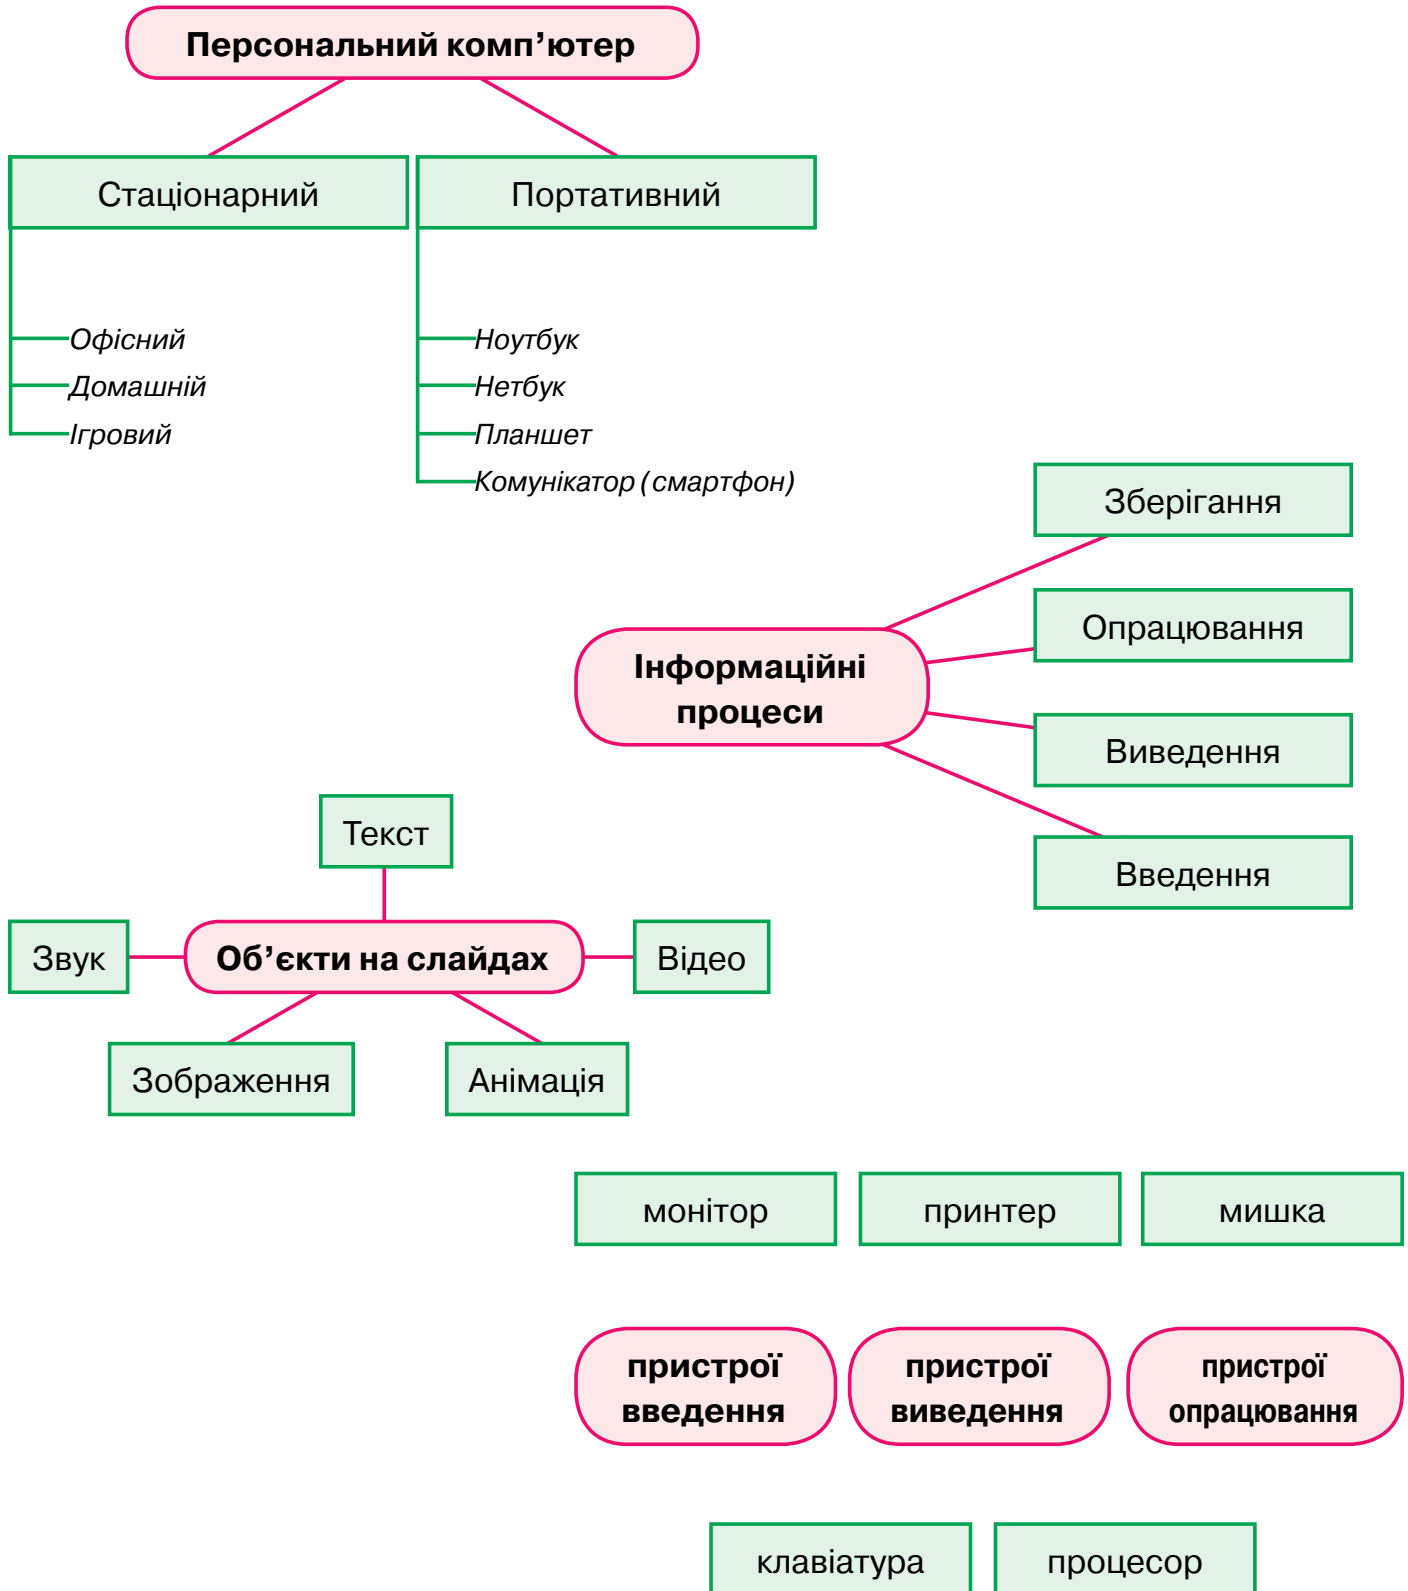 Персональний комп’ютер
Стаціонарний
Портативний
Офісний
Домашній
Ігровий
Ноутбук
Нетбук
Планшет
Комунікатор (смартфон)
Інформаційні
процеси
Зберігання
Опрацювання
Виведення
Введення
Текст
Звук
Об’єкти на слайдах
Відео
Зображення
Анімація
монітор
принтер
мишка
пристрої
введення
пристрої
виведення
пристрої
опрацювання
клавіатура
процесор